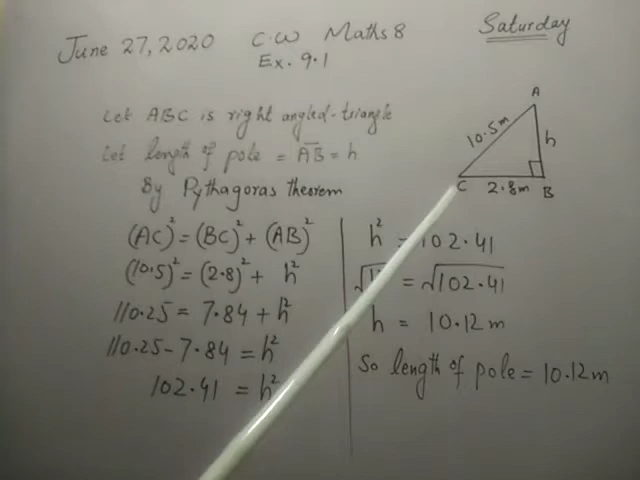 June 27, 2020 C.W Maths 8 Saturday
Ex. 9.1
Let ABC is right angled-triangle
Let length of pole = AB = h
By Pythagoras theorem
(AC)² = (BC)² + (AB)²
(10.5)² = (2.8)² + h²
110.25 = 7.84 + h²
110.25 - 7.84 = h²
102.41 = h²
A
10.5m
h
C 2.8m B
h² = 102.41
= √102.41
h = 10.12 m
So length of pole = 10.12m